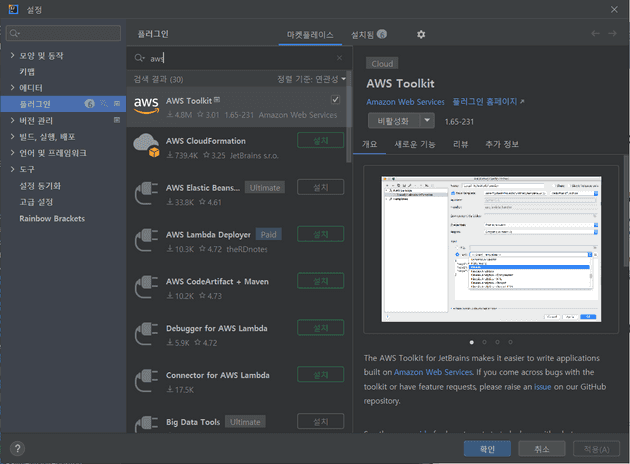 설정
모양 및 동작
키맵
에디터
플러그인
6
버전 관리
빌드, 실행, 배포
언어 및 프레임워크
도구
설정 동기화
고급 설정
Rainbow Brackets
플러그인
마켓플레이스
설치됨
6
aws
검색 결과 (30)
정렬 기준: 연관성
aws
AWS Toolkit
4.8M 3.01 1.65-231 Amazon Web Services
AWS CloudFormation
739.4K 3.25 JetBrains s.r.o.
설치
AWS Elastic Beans... Ultimate
33.8K 4.61
설치
AWS Lambda Deployer Paid
10.3K 4.72 theRDnotes
설치
AWS CodeArtifact + Maven
10.2K 4.73
설치
Debugger for AWS Lambda
5.9K 4.72
설치
Connector for AWS Lambda
17.5K
설치
Big Data Tools Ultimate
설치
Cloud
AWS Toolkit
Amazon Web Services 플러그인 홈페이지
비활성화
1.65-231
개요
새로운 기능
리뷰
추가 정보
The AWS Toolkit for JetBrains makes it easier to write applications
built on Amazon Web Services. If you come across bugs with the
toolkit or have feature requests, please raise an issue on our GitHub
repository.
?
확인
취소
적용(A)